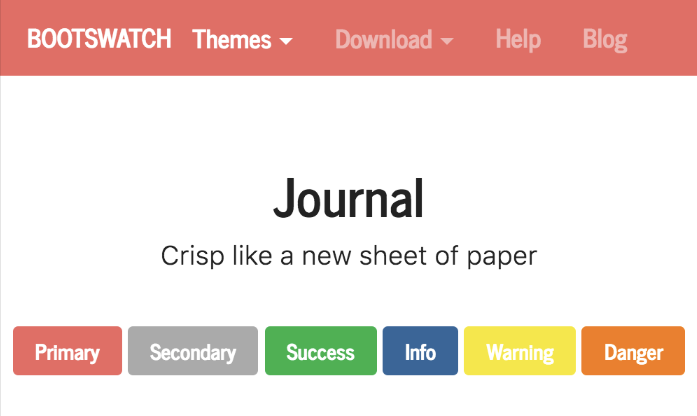 BOOTSWATCH Themes Download Help Blog
Journal
Crisp like a new sheet of paper
Primary Secondary Success Info Warning Danger